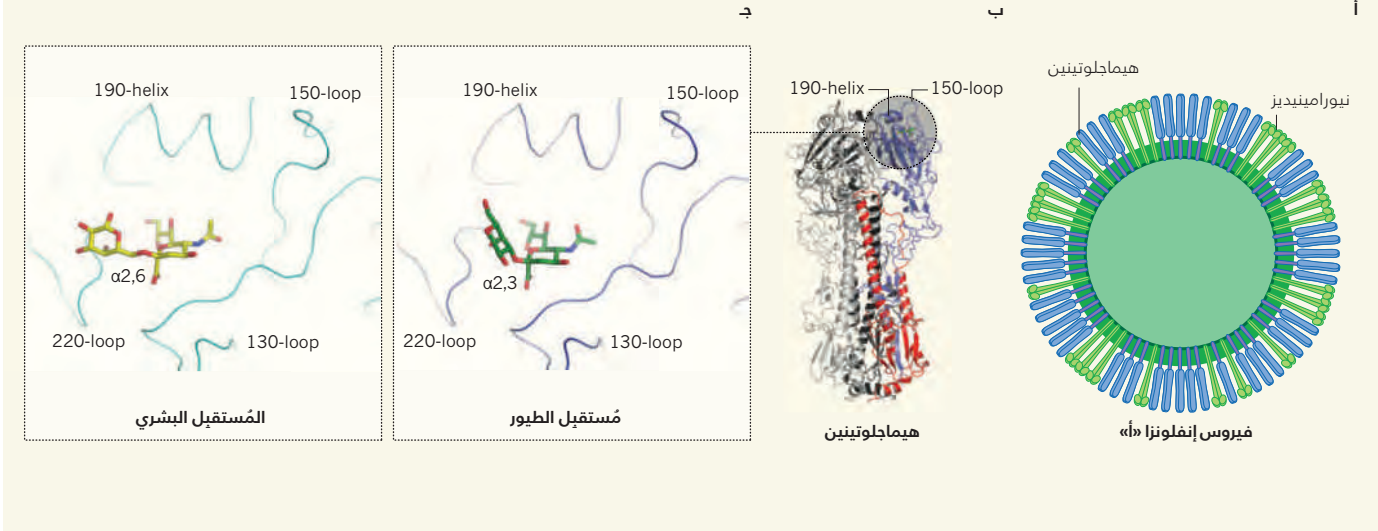 أ
هيماجلوتينين
نيورامينيديز
فيروس إنفلونزا «أ»
ب
190-helix
150-loop
هيماجلوتينين
جـ
190-helix
150-loop
α2,3
220-loop
130-loop
مُستقبِل الطيور
190-helix
150-loop
α2,6
220-loop
130-loop
المُستقبِل البشري